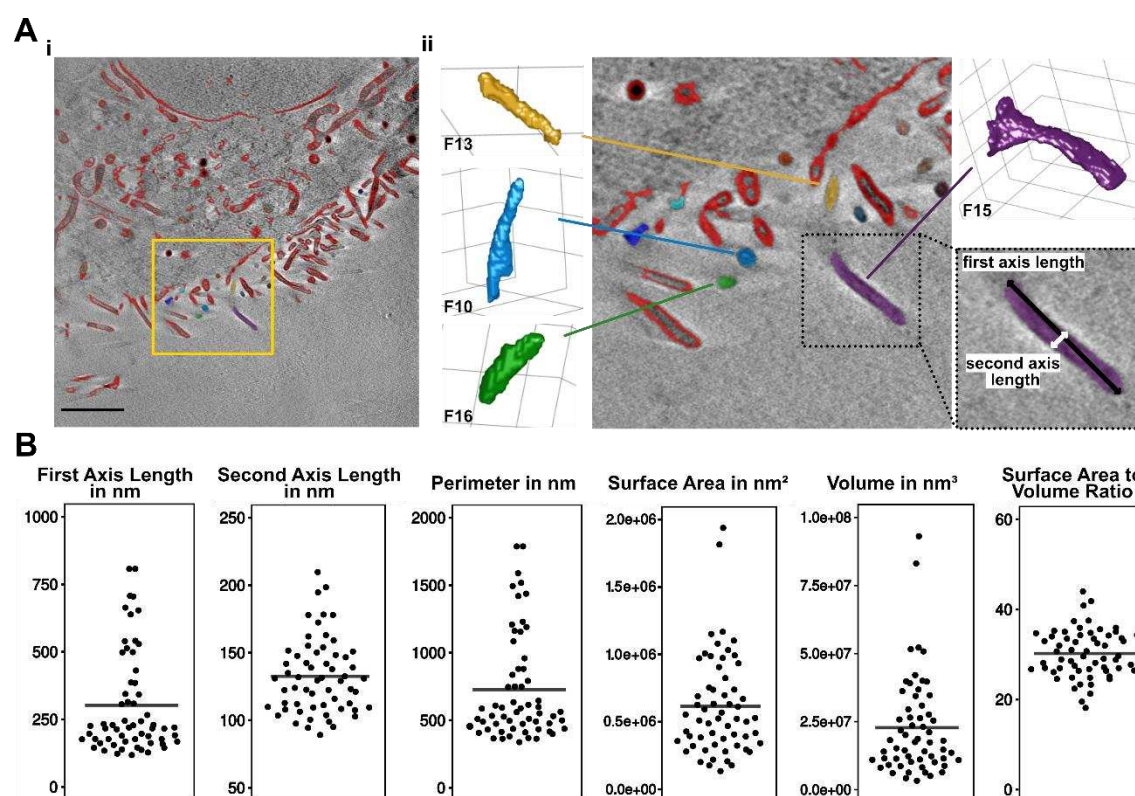 A
i
ii
F13
F10
F16
F15
first axis length
second axis
length
B
First Axis Length
in nm
1000
750
500
250
0
Second Axis Length
in nm
250
200
150
100
50
Perimeter in nm
2000
1500
1000
500
0
Surface Area in nm²
2.0e+06
1.5e+06
1.0e+06
0.5e+06
0.0e+00
Volume in nm³
1.0e+08
7.5e+07
5.0e+07
2.5e+07
0.0e+00
Surface Area to
Volume Ratio
60
40
20
0